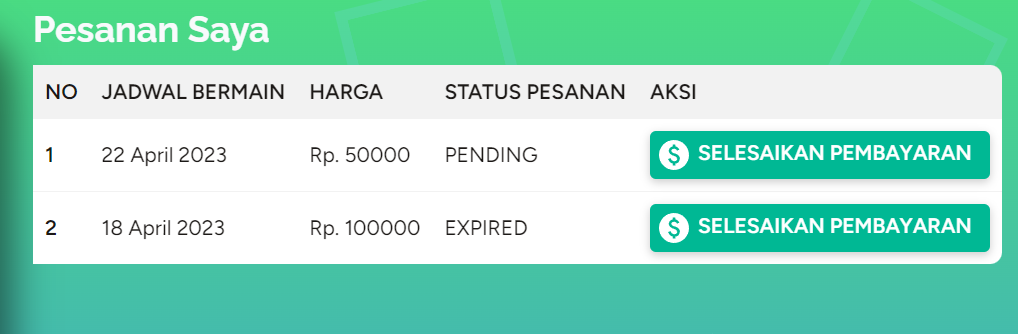 Pesanan Saya
NO JADWAL BERMAIN HARGA STATUS PESANAN AKSI
1 22 April 2023 Rp. 50000 PENDING $ SELESAIKAN PEMBAYARAN
2 18 April 2023 Rp. 100000 EXPIRED $ SELESAIKAN PEMBAYARAN